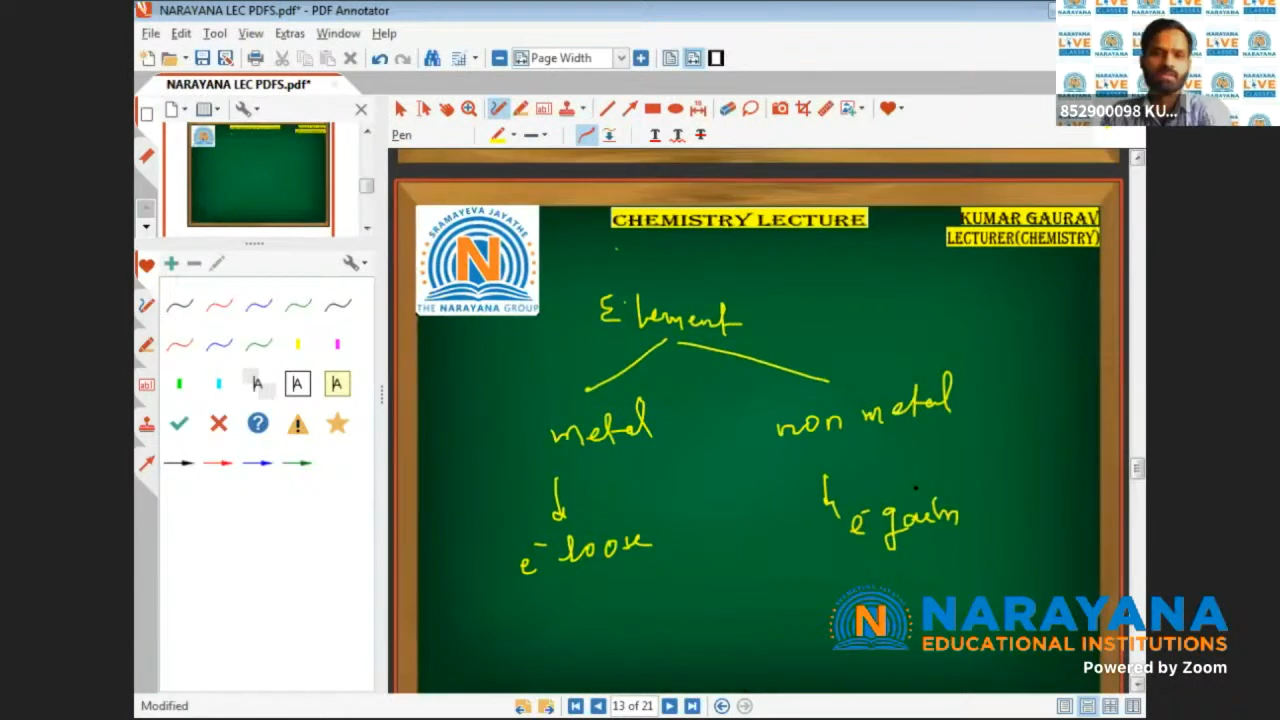 NARAYANA LEC PDFS.pdf* - PDF Annotator
File Edit Tool View Extras Window Help
Page Width
NARAYANA LEC PDFS.pdf*
Pen
852900098 KU...
SRAMAYEVA JAYATHE
N
THE NARAYANA GROUP
CHEMISTRY LECTURE
KUMAR GAURAV
LECTURER(CHEMISTRY)
Element
metal
non metal
e- loose
e- gain
N NARAYANA
EDUCATIONAL INSTITUTIONS
Powered by Zoom
Modified
13 of 21